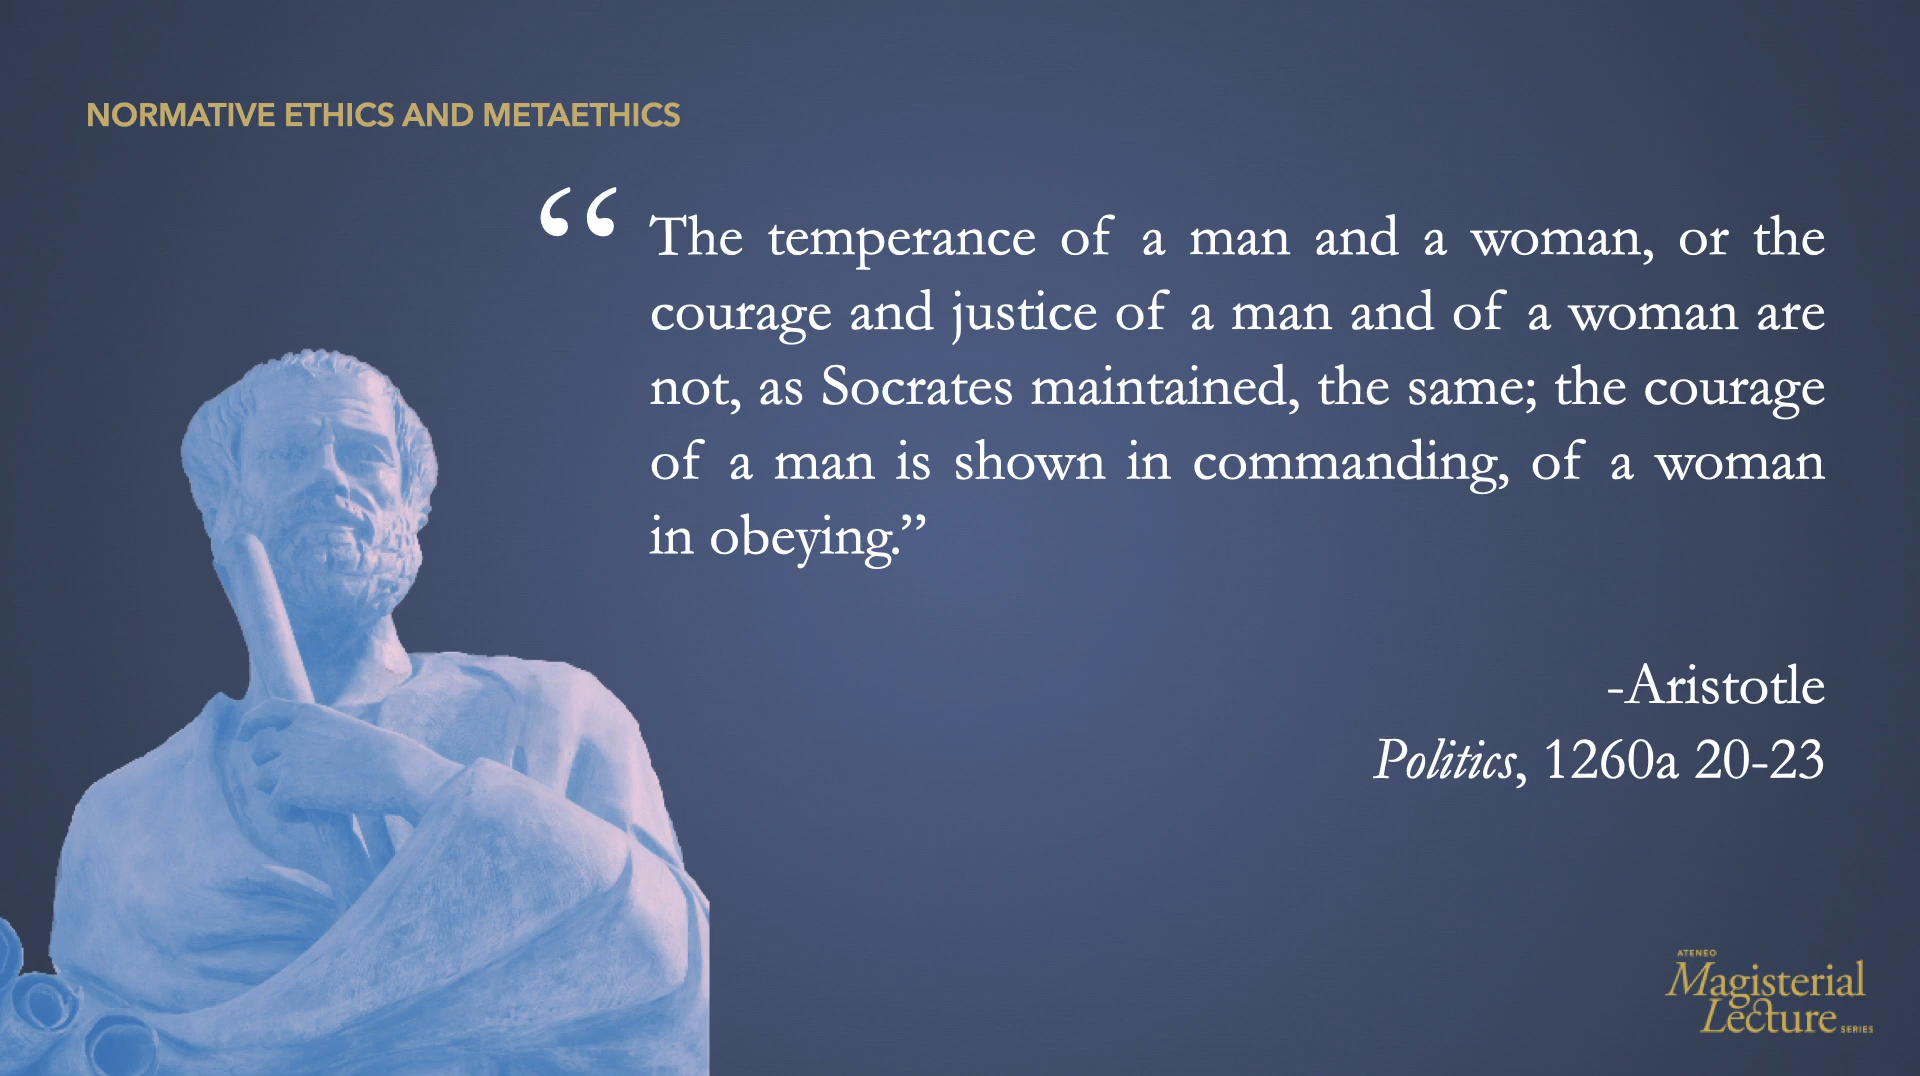 NORMATIVE ETHICS AND METAETHICS
“ The temperance of a man and a woman, or the
courage and justice of a man and of a woman are
not, as Socrates maintained, the same; the courage
of a man is shown in commanding, of a woman
in obeying.”
-Aristotle
Politics, 1260a 20-23
ATENEO
Magisterial
Lecture SERIES